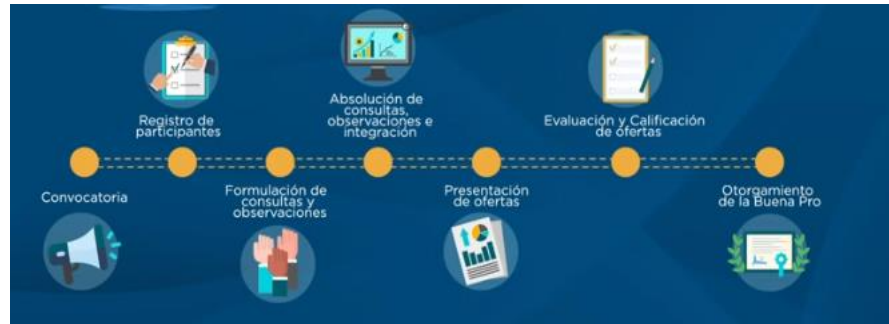 Convocatoria
Registro de
participantes
Formulación de
consultas y
observaciones
Absolución de
consultas,
observaciones e
integración
Presentación
de ofertas
Evaluación y Calificación
de ofertas
Otorgamiento
de la Buena Pro